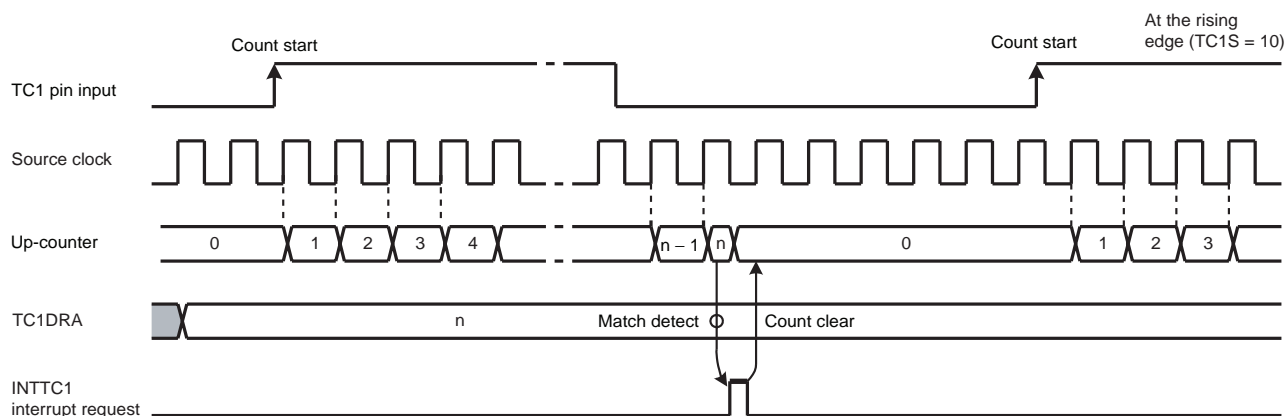 At the rising
edge (TC1S = 10)
Count start
Count start
TC1 pin input
Source clock
Up-counter
0 1 2 3 4 n − 1 n 0 1 2 3
TC1DRA
n Match detect Count clear
INTTC1
interrupt request